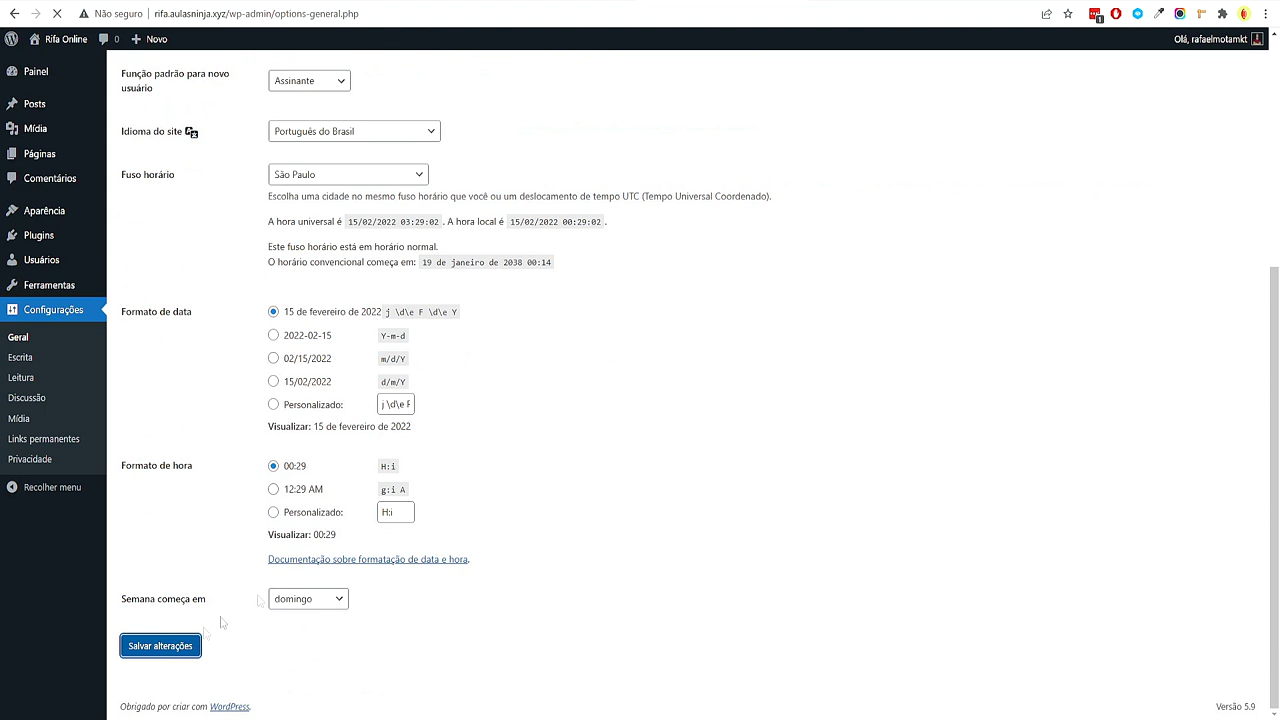 Não seguro
rifa.aulasninja.xyz/wp-admin/options-general.php
1
Rifa Online
0
Novo
Olá, rafaelmotamkt
Painel
Posts
Mídia
Páginas
Comentários
Aparência
Plugins
Usuários
Ferramentas
Configurações
Geral
Escrita
Leitura
Discussão
Mídia
Links permanentes
Privacidade
Recolher menu
Função padrão para novo
usuário
Assinante
Idioma do site
Português do Brasil
Fuso horário
São Paulo
Escolha uma cidade no mesmo fuso horário que você ou um deslocamento de tempo UTC (Tempo Universal Coordenado).
A hora universal é 15/02/2022 03:29:02. A hora local é 15/02/2022 00:29:02.
Este fuso horário está em horário normal.
O horário convencional começa em: 19 de janeiro de 2038 00:14
Formato de data
15 de fevereiro de 2022 j \d\e F \d\e Y
2022-02-15 Y-m-d
02/15/2022 m/d/Y
15/02/2022 d/m/Y
Personalizado: j \d\e F
Visualizar: 15 de fevereiro de 2022
Formato de hora
00:29 H:i
12:29 AM g:i A
Personalizado: H:i
Visualizar: 00:29
Documentação sobre formatação de data e hora.
Semana começa em
domingo
Salvar alterações
Obrigado por criar com WordPress.
Versão 5.9